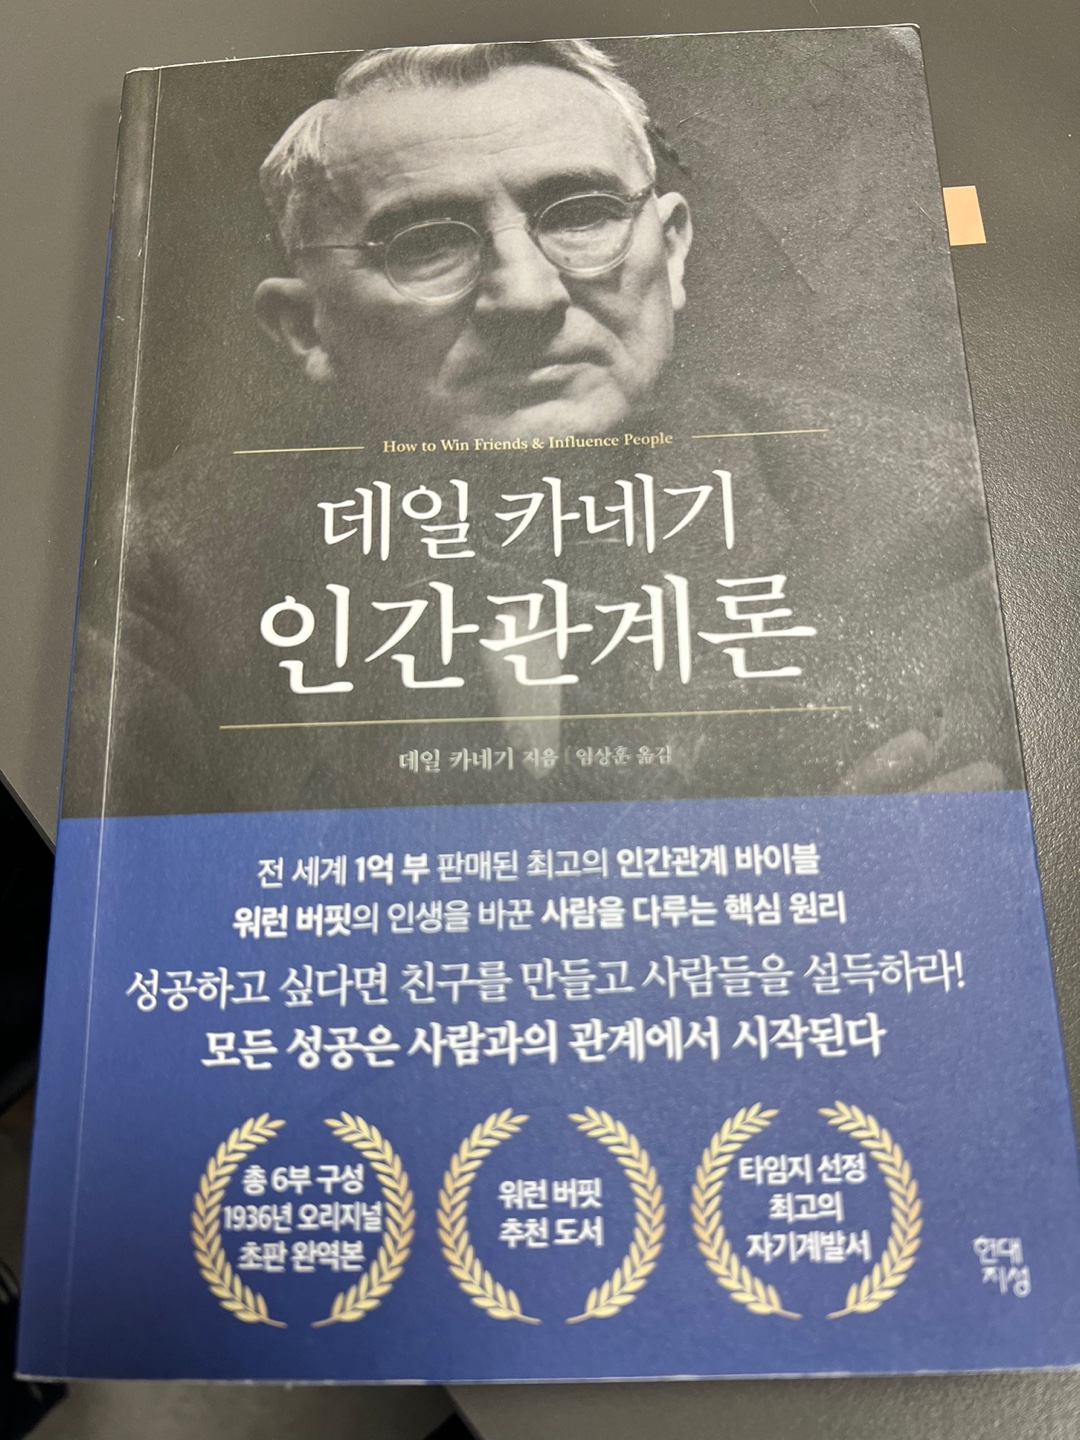 How to Win Friends & Influence People
데일 카네기
인간관계론
데일 카네기 지음 | 임상훈 옮김
전 세계 1억 부 판매된 최고의 인간관계 바이블
워런 버핏의 인생을 바꾼 사람을 다루는 핵심 원리
성공하고 싶다면 친구를 만들고 사람들을 설득하라!
모든 성공은 사람과의 관계에서 시작된다
총 6부 구성
1936년 오리지널
초판 완역본
워런 버핏
추천 도서
타임지 선정
최고의
자기계발서
현대
지성